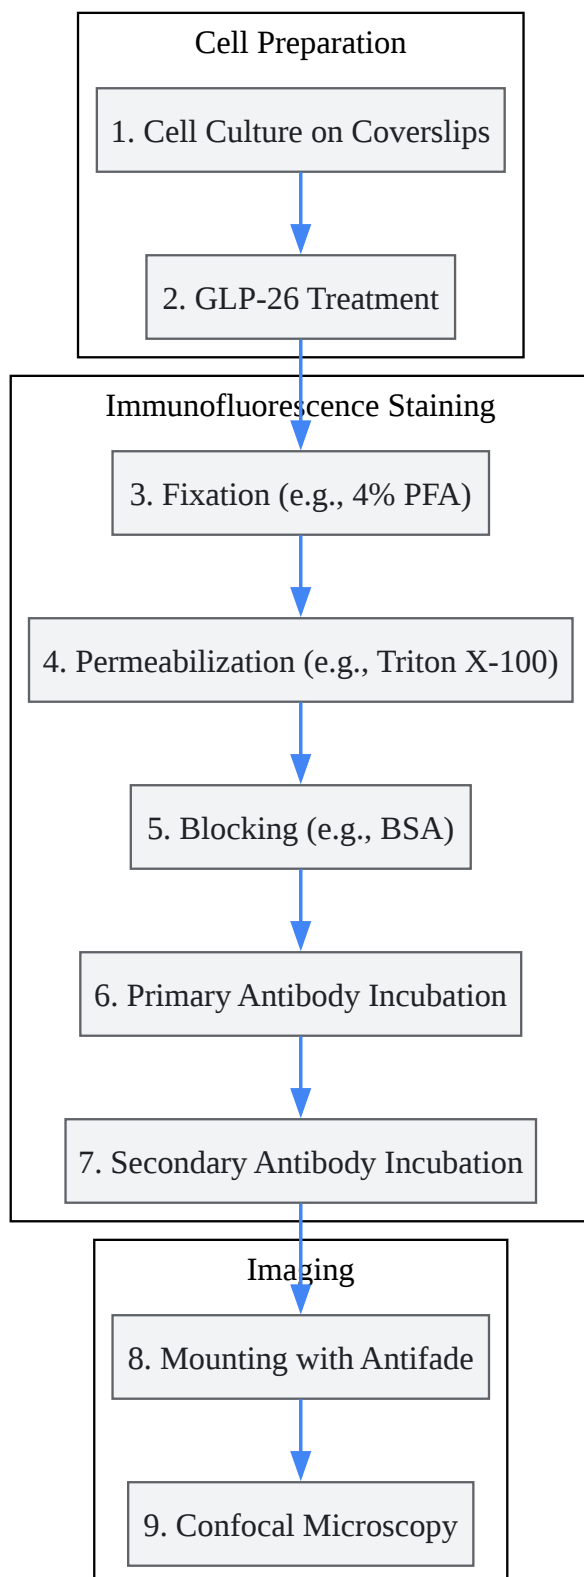 Cell Preparation
1. Cell Culture on Coverslips
2. GLP-26 Treatment
Immunofluorescence Staining
3. Fixation (e.g., 4% PFA)
4. Permeabilization (e.g., Triton X-100)
5. Blocking (e.g., BSA)
6. Primary Antibody Incubation
7. Secondary Antibody Incubation
Imaging
8. Mounting with Antifade
9. Confocal Microscopy